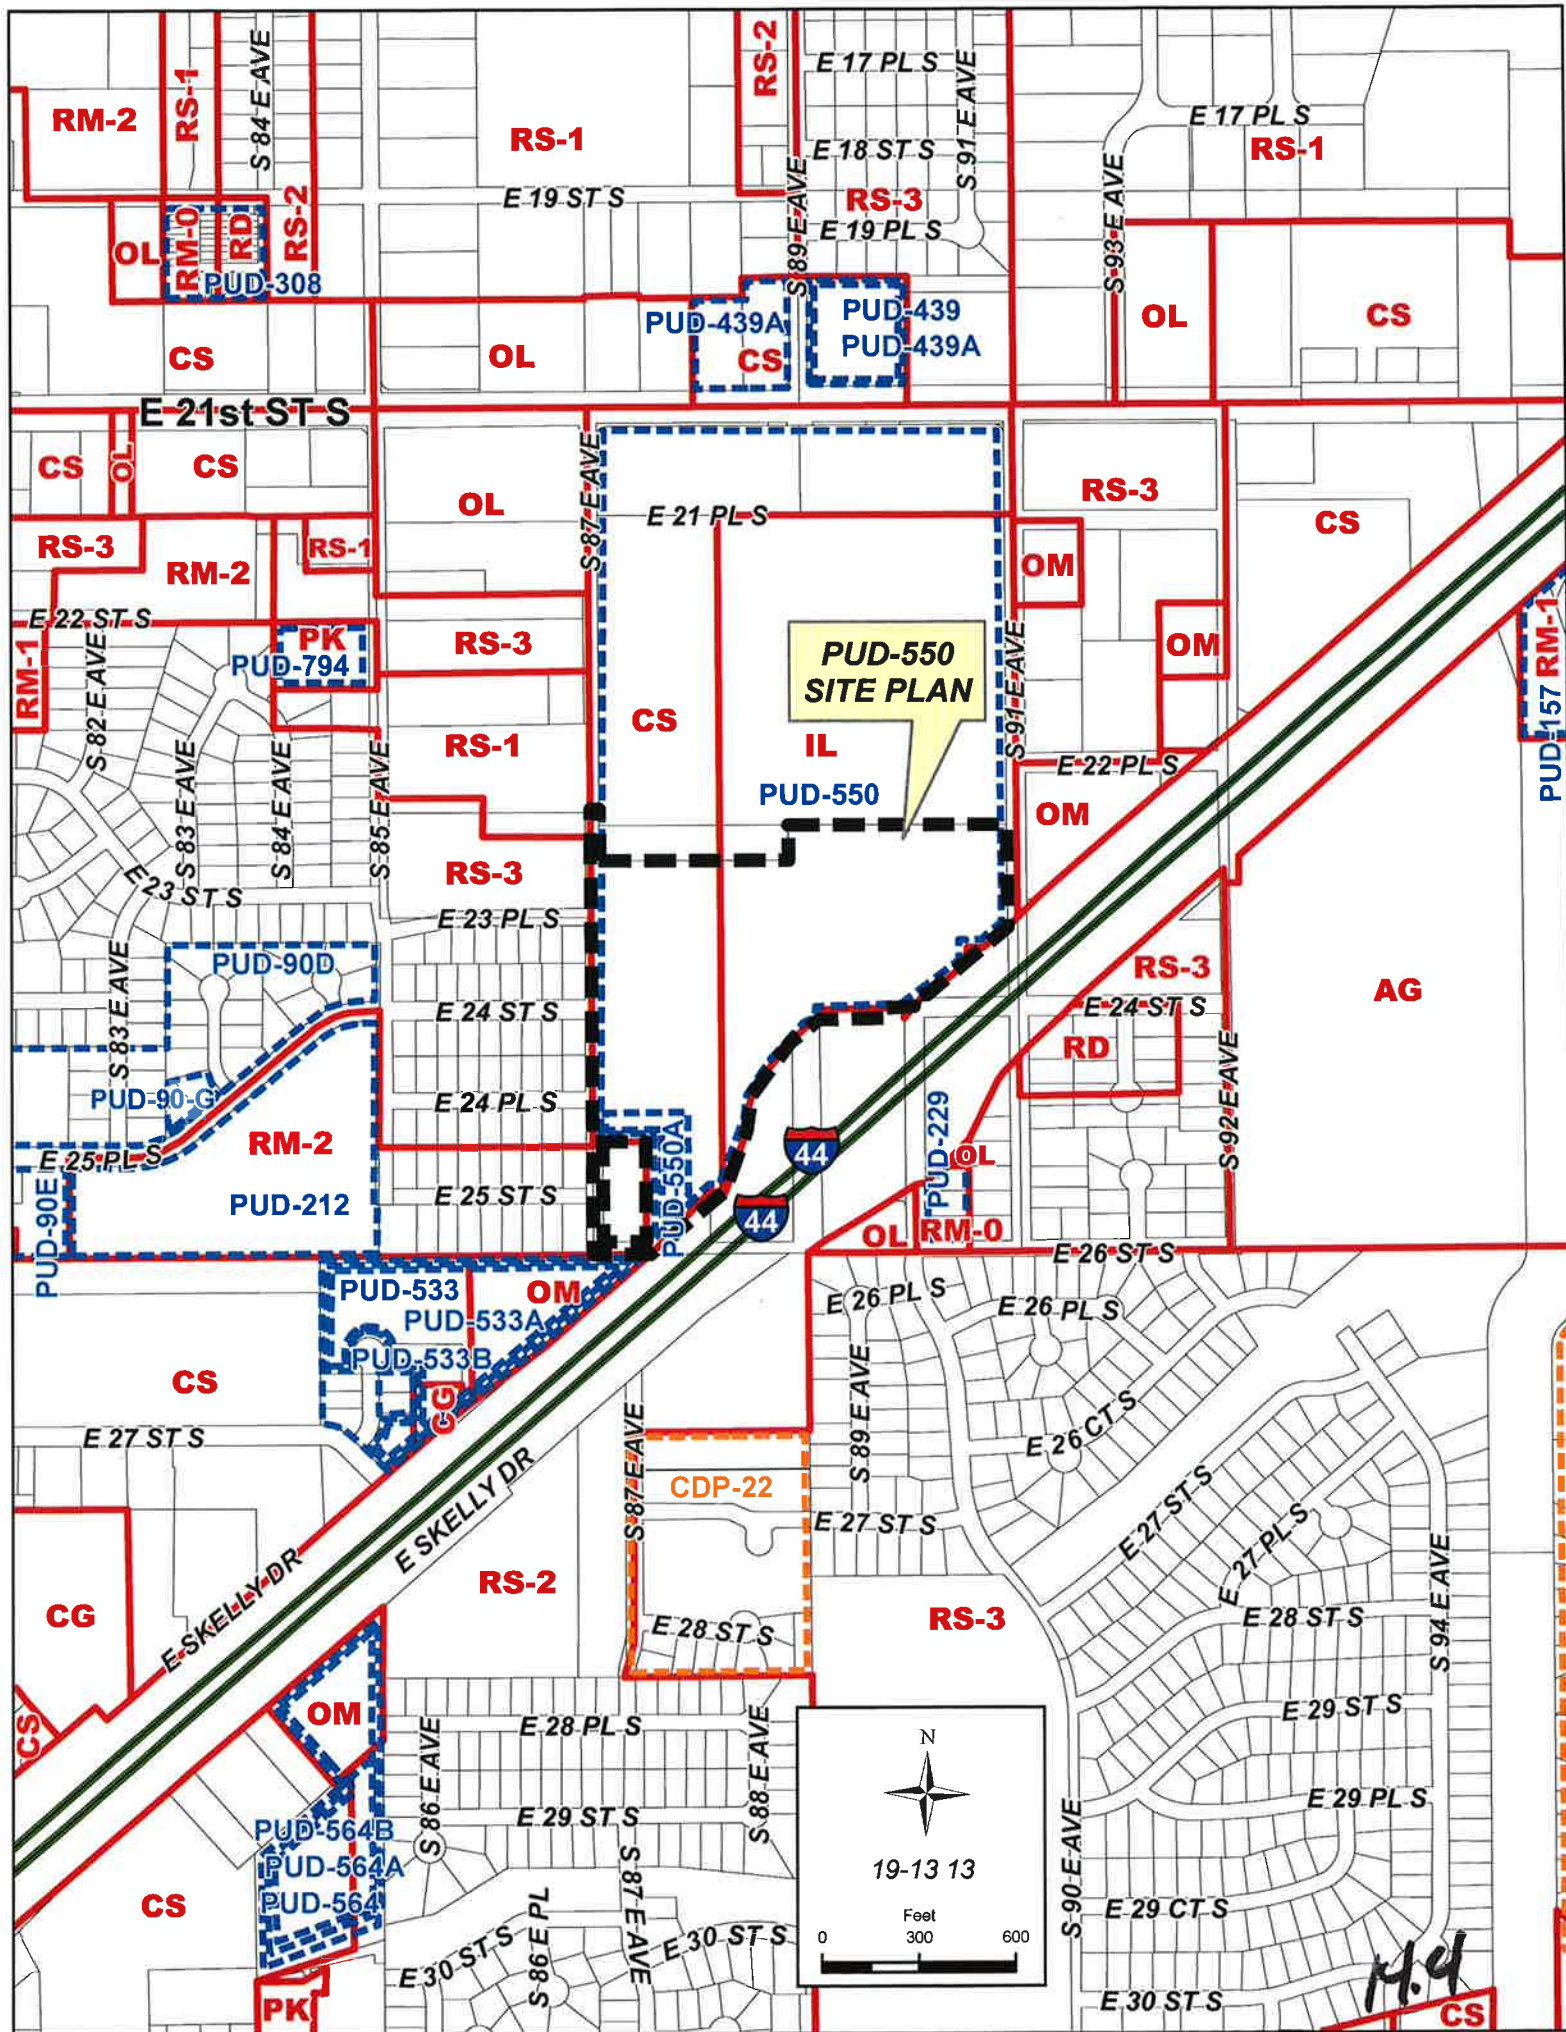 RS-2
E 17 PL S
S 91 E AVE
S 84 E AVE
RM-2
RS-1
RS-1
E 17 PL S
RS-1
E 18 ST S
S 89 E AVE
S 93 E AVE
E 19 ST S
RS-3
E 19 PL S
RS-2
OL
RM-0
RD
PUD-308
PUD-439A
PUD-439
PUD-439A
OL
CS
CS
OL
CS
E 21st ST S
CS
OL
CS
OL
S 87 E AVE
E 21 PL S
RS-3
CS
RS-3
RM-2
RS-1
OM
E 22 ST S
PK
PUD-794
RS-3
PUD-550
SITE PLAN
OM
RM-1
PUD-157
RM-1
S 82 E AVE
CS
IL
S 91 E AVE
RS-1
PUD-550
E 22 PL S
OM
S 83 E AVE
S 84 E AVE
S 85 E AVE
RS-3
E 23 ST S
E 23 PL S
PUD-90D
RS-3
AG
S 83 E AVE
E 24 ST S
E 24 ST S
RD
S 92 E AVE
PUD-90-G
E 24 PL S
PUD-229
RM-2
E 25 PL S
PUD-550A
44
OL
PUD-90E
PUD-212
E 25 ST S
44
OL
RM-0
E 26 ST S
PUD-533
OM
PUD-533A
PUD-533B
E 26 PL S
E 26 PL S
CS
CG
S 89 E AVE
E 26 CT S
E 27 ST S
S 87 E AVE
CDP-22
E 27 ST S
E 27 ST S
E 27 PL S
E SKELLY DR
E SKELLY DR
RS-2
CG
RS-3
E 28 ST S
E 28 ST S
S 94 E AVE
CS
OM
E 28 PL S
S 86 E AVE
S 88 E AVE
E 29 ST S
N
E 29 ST S
E 29 PL S
PUD-564B
PUD-564A
PUD-564
CS
S 87 E AVE
19-13 13
Feet
0 300 600
S 90 E AVE
E 29 CT S
E 30 ST S
S 86 E PL
E 30 ST S
14.4
PK
E 30 ST S
CS